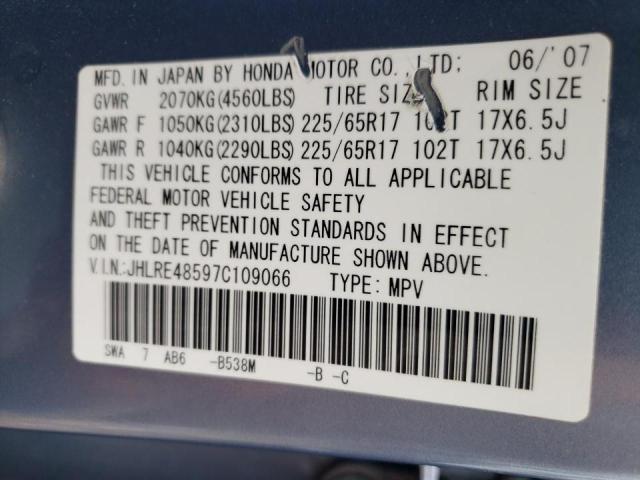 MFD. IN JAPAN BY HONDA MOTOR CO., LTD; 06/'07
GVWR 2070KG(4560LBS) TIRE SIZE RIM SIZE
GAWR F 1050KG(2310LBS) 225/65R17 102T 17X6.5J
GAWR R 1040KG(2290LBS) 225/65R17 102T 17X6.5J
THIS VEHICLE CONFORMS TO ALL APPLICABLE
FEDERAL MOTOR VEHICLE SAFETY
AND THEFT PREVENTION STANDARDS IN EFFECT
ON THE DATE OF MANUFACTURE SHOWN ABOVE.
V.I.N.:JHLRE48597C109066 TYPE: MPV
SWA 7 AB6 -B538M -B -C